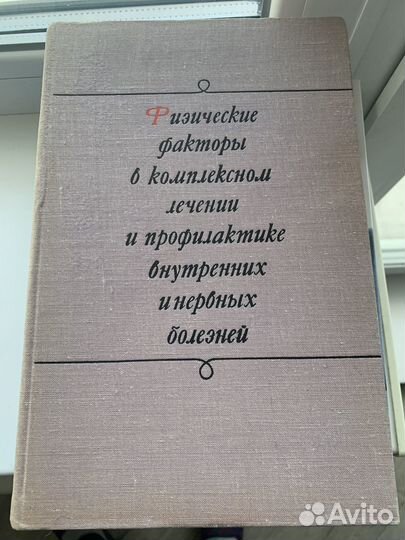 Физические
факторы
в комплексном
лечении
и профилактике
внутренних
и нервных
болезней
Avito